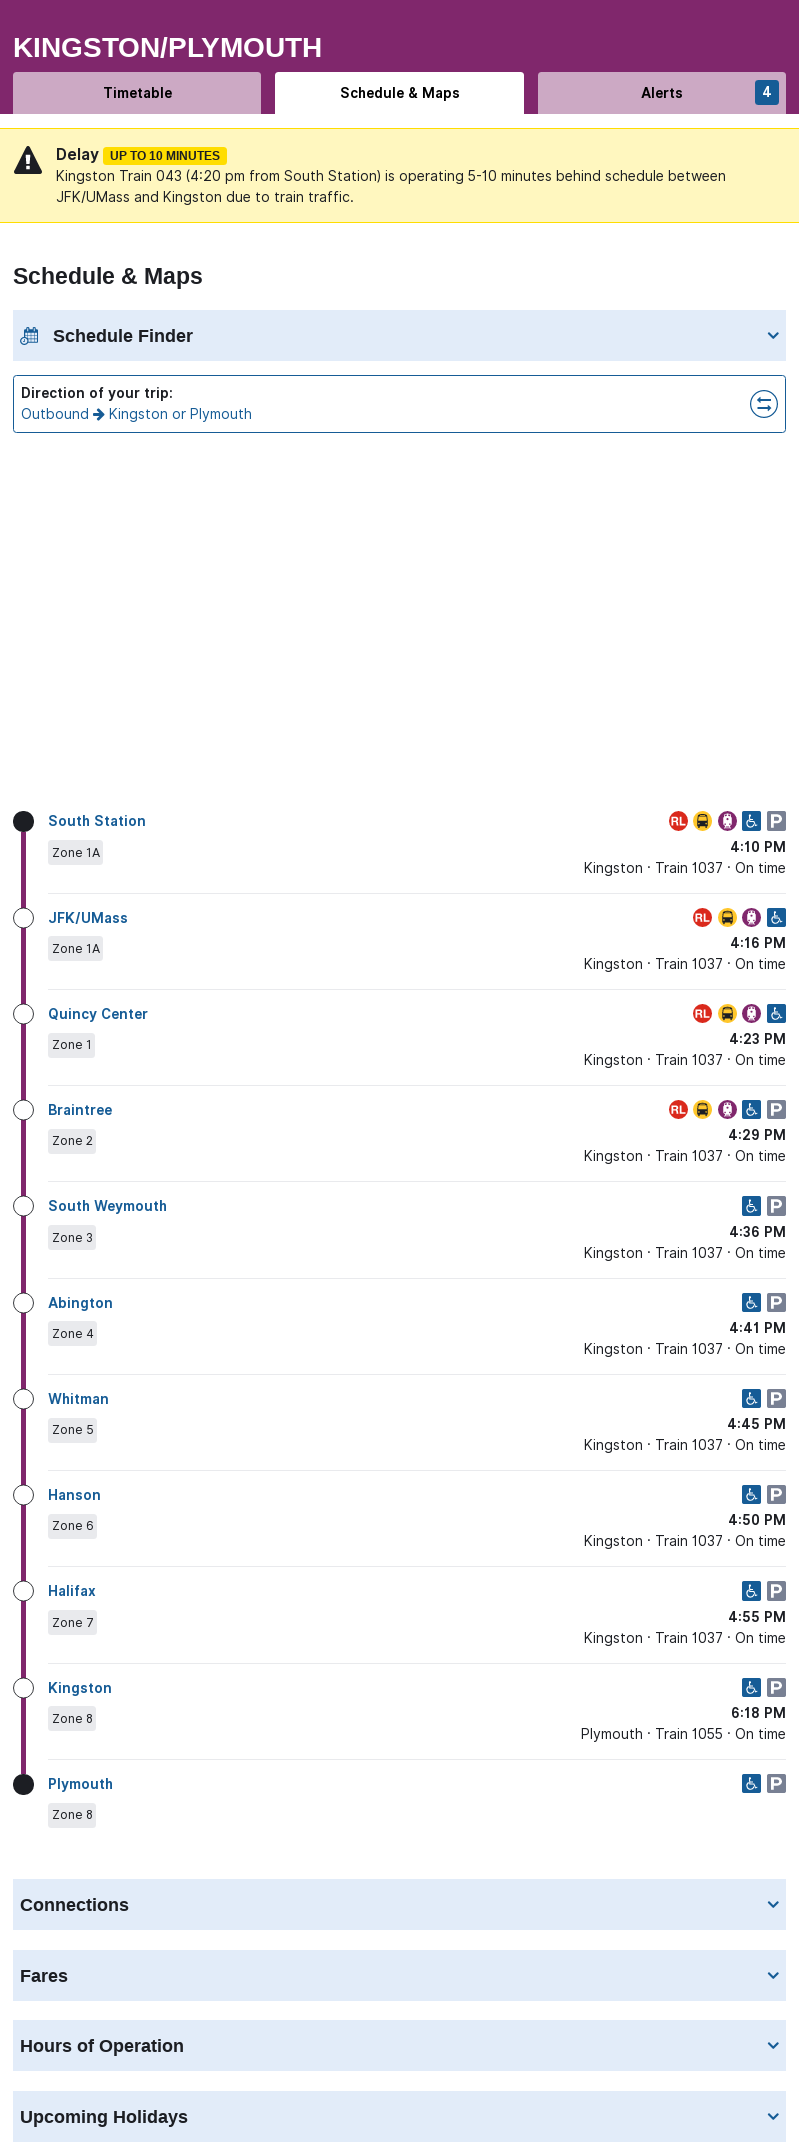 KINGSTON/PLYMOUTH
Timetable
Schedule & Maps
Alerts
4
Delay UP TO 10 MINUTES
Kingston Train 043 (4:20 pm from South Station) is operating 5-10 minutes behind schedule between
JFK/UMass and Kingston due to train traffic.
Schedule & Maps
Schedule Finder
Direction of your trip:
Outbound Kingston or Plymouth
South Station
RL P
Zone 1A
4:10 PM
Kingston · Train 1037 · On time
JFK/UMass
RL
Zone 1A
4:16 PM
Kingston · Train 1037 · On time
Quincy Center
RL
Zone 1
4:23 PM
Kingston · Train 1037 · On time
Braintree
RL P
Zone 2
4:29 PM
Kingston · Train 1037 · On time
South Weymouth
P
Zone 3
4:36 PM
Kingston · Train 1037 · On time
Abington
P
Zone 4
4:41 PM
Kingston · Train 1037 · On time
Whitman
P
Zone 5
4:45 PM
Kingston · Train 1037 · On time
Hanson
P
Zone 6
4:50 PM
Kingston · Train 1037 · On time
Halifax
P
Zone 7
4:55 PM
Kingston · Train 1037 · On time
Kingston
P
Zone 8
6:18 PM
Plymouth · Train 1055 · On time
Plymouth
P
Zone 8
Connections
Fares
Hours of Operation
Upcoming Holidays